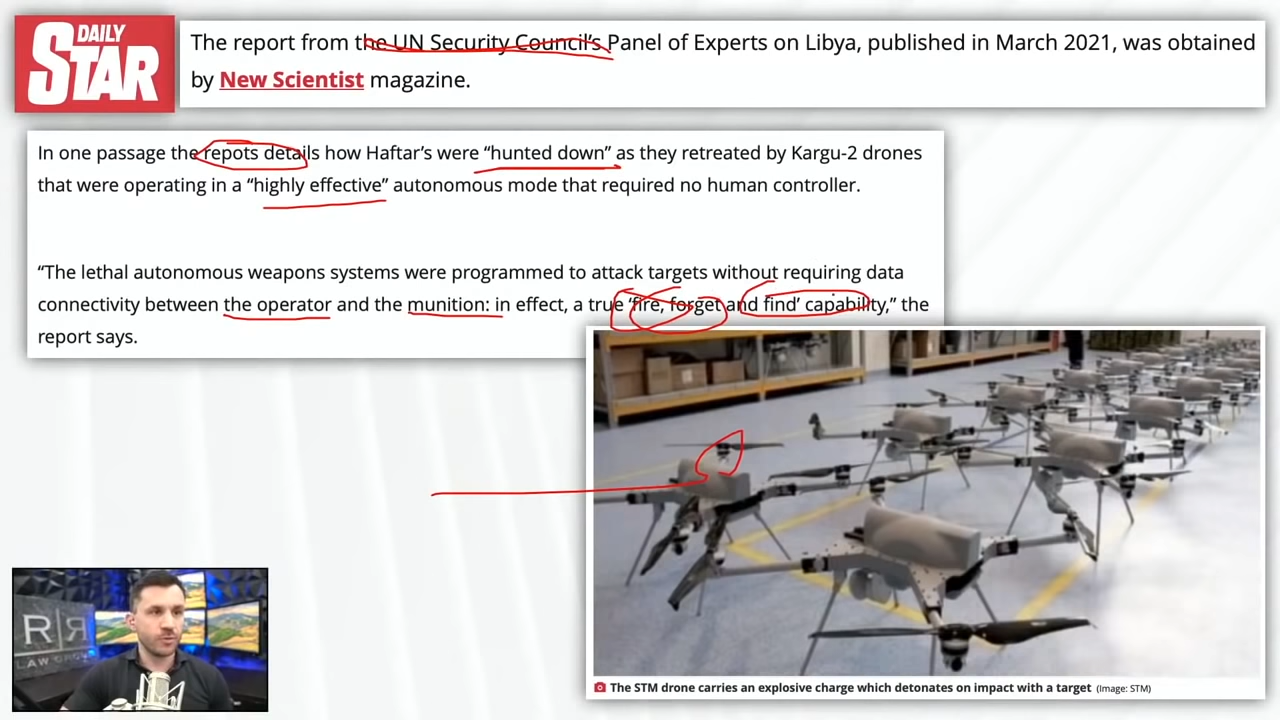 DAILY
STAR
The report from the UN Security Council's Panel of Experts on Libya, published in March 2021, was obtained
by New Scientist magazine.
In one passage the repots details how Haftar's were “hunted down” as they retreated by Kargu-2 drones
that were operating in a “highly effective” autonomous mode that required no human controller.
“The lethal autonomous weapons systems were programmed to attack targets without requiring data
connectivity between the operator and the munition: in effect, a true ‘fire, forget and find’ capability,” the
report says.
The STM drone carries an explosive charge which detonates on impact with a target (Image: STM)
R|R
LAW GROUP